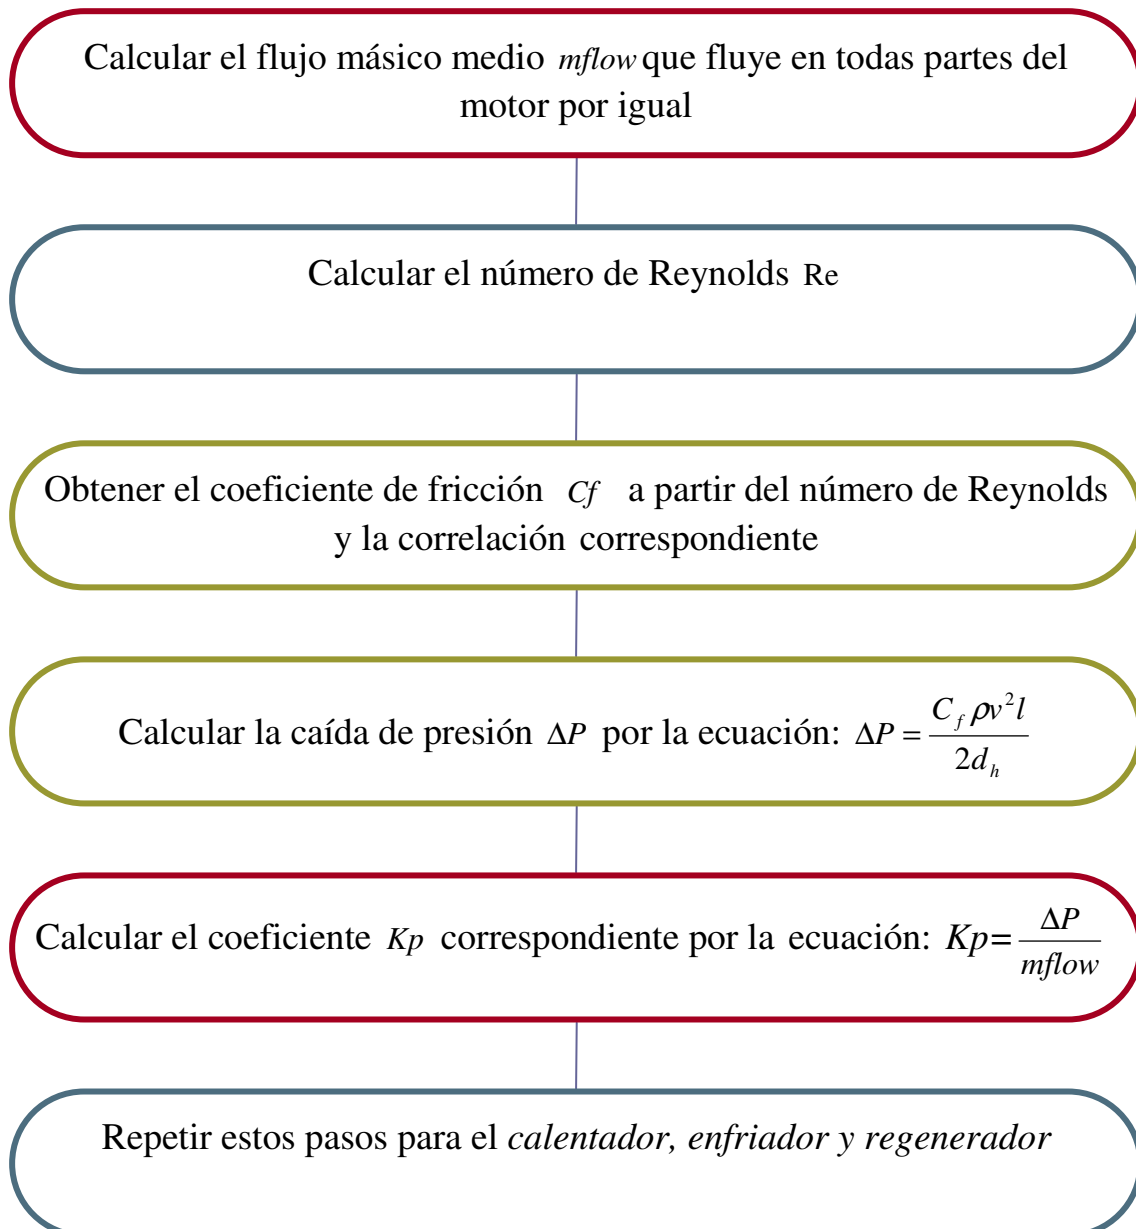 Calcular el flujo másico medio mflow que fluye en todas partes del
motor por igual
Calcular el número de Reynolds Re
Obtener el coeficiente de fricción Cf a partir del número de Reynolds
y la correlación correspondiente
Calcular la caída de presión ΔP por la ecuación: ΔP = C_f ρv²l / 2d_h
Calcular el coeficiente Kp correspondiente por la ecuación: Kp= ΔP / mflow
Repetir estos pasos para el calentador, enfriador y regenerador